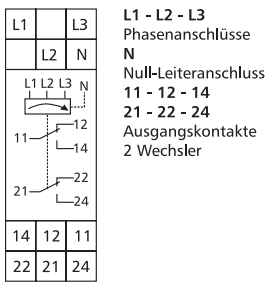 L1 L3
L2 N
L1 L2 L3 N
12
11
14
22
21
24
14 12 11
22 21 24
L1 - L2 - L3
Phasenanschlüsse
N
Null-Leiteranschluss
11 - 12 - 14
21 - 22 - 24
Ausgangskontakte
2 Wechsler